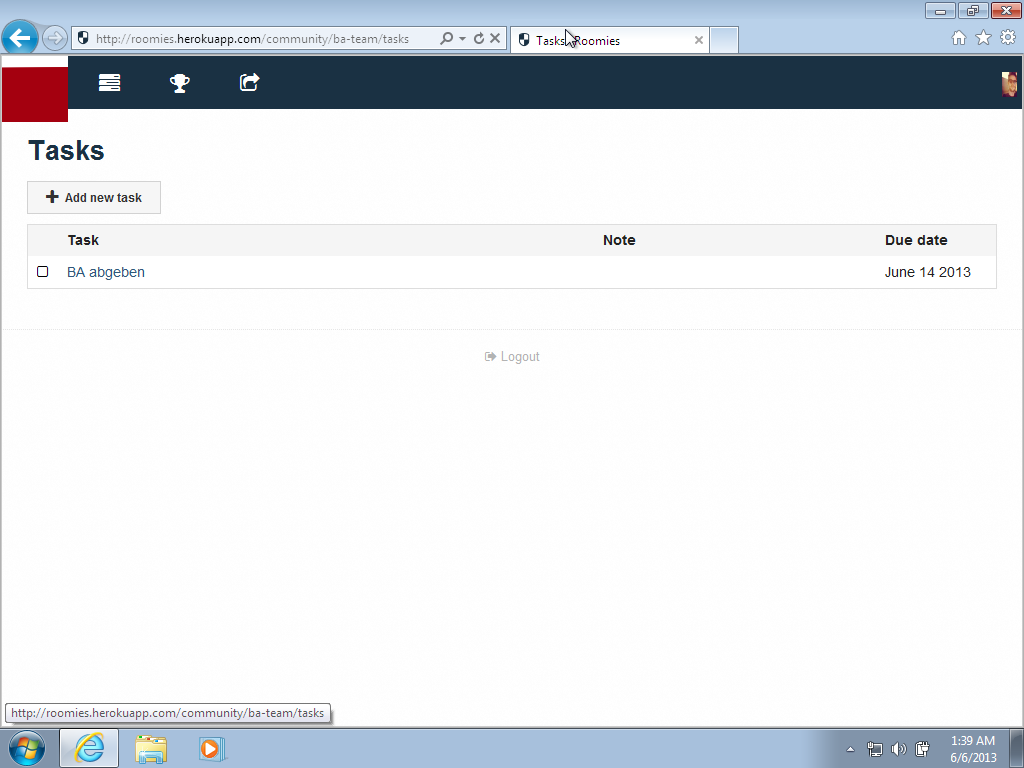 http://roomies.herokuapp.com/community/ba-team/tasks
Tasks
Roomies
Tasks
Add new task
Task Note Due date
BA abgeben June 14 2013
Logout
http://roomies.herokuapp.com/community/ba-team/tasks
1:39 AM
6/6/2013